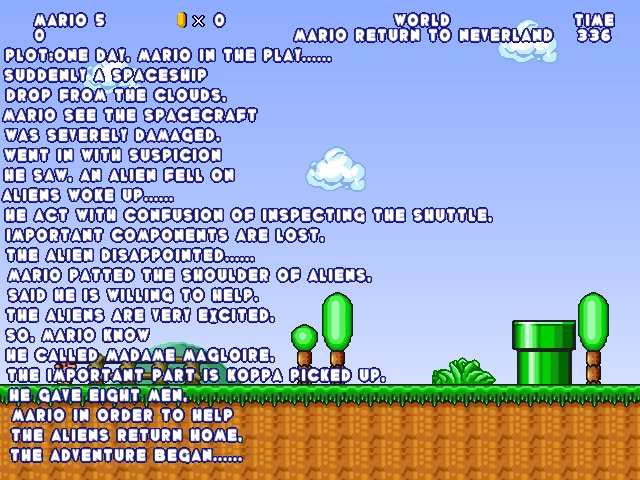 MARIO 5 × 0 WORLD TIME
0 MARIO RETURN TO NEVERLAND 336
PLOT:ONE DAY, MARIO IN THE PLAY......
SUDDENLY A SPACESHIP
DROP FROM THE CLOUDS.
MARIO SEE THE SPACECRAFT
WAS SEVERELY DAMAGED.
WENT IN WITH SUSPICION
HE SAW, AN ALIEN FELL ON
ALIENS WOKE UP......
HE ACT WITH CONFUSION OF INSPECTING THE SHUTTLE.
IMPORTANT COMPONENTS ARE LOST.
THE ALIEN DISAPPOINTED......
MARIO PATTED THE SHOULDER OF ALIENS.
SAID HE IS WILLING TO HELP.
THE ALIENS ARE VERY EXCITED.
SO, MARIO KNOW
HE CALLED MADAME MAGLOIRE.
THE IMPORTANT PART IS KOPPA PICKED UP.
HE GAVE EIGHT MEN.
MARIO IN ORDER TO HELP
THE ALIENS RETURN HOME.
THE ADVENTURE BEGAN......